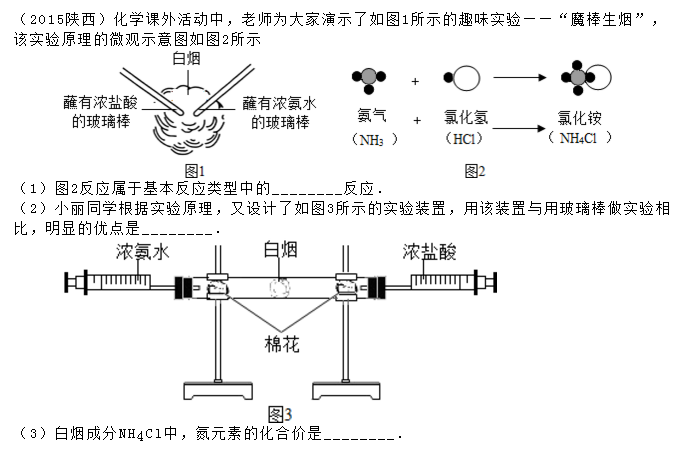 （2015陕西）化学课外活动中，老师为大家演示了如图1所示的趣味实验——“魔棒生烟”，
该实验原理的微观示意图如图2所示
白烟
蘸有浓盐酸
的玻璃棒
蘸有浓氨水
的玻璃棒
图1
+
氨气 + 氯化氢 氯化铵
（NH₃ ） （HCl） （ NH₄Cl ）
图2
（1）图2反应属于基本反应类型中的________反应．
（2）小丽同学根据实验原理，又设计了如图3所示的实验装置，用该装置与用玻璃棒做实验相
比，明显的优点是________．
浓氨水 白烟 浓盐酸
棉花
图3
（3）白烟成分NH₄Cl中，氮元素的化合价是________．